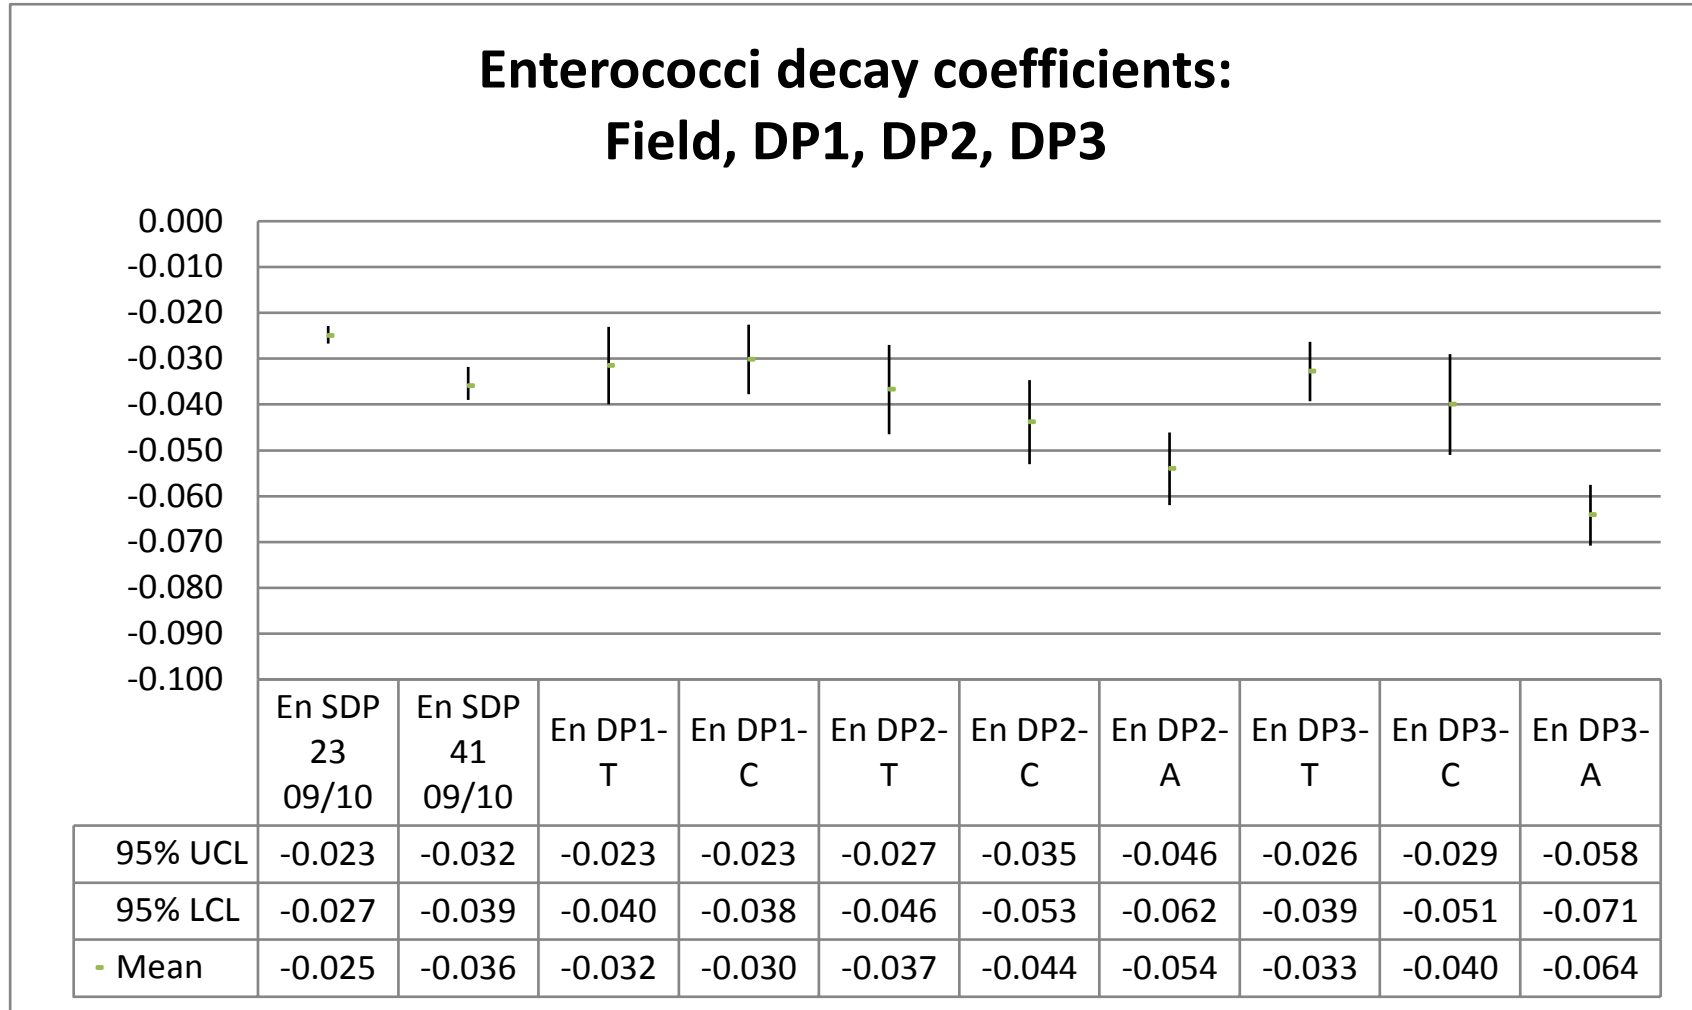 Enterococci decay coefficients:
Field, DP1, DP2, DP3
0.000
-0.010
-0.020
-0.030
-0.040
-0.050
-0.060
-0.070
-0.080
-0.090
-0.100
En SDP 23 09/10 En SDP 41 09/10 En DP1-T En DP1-C En DP2-T En DP2-C En DP2-A En DP3-T En DP3-C En DP3-A
95% UCL -0.023 -0.032 -0.023 -0.023 -0.027 -0.035 -0.046 -0.026 -0.029 -0.058
95% LCL -0.027 -0.039 -0.040 -0.038 -0.046 -0.053 -0.062 -0.039 -0.051 -0.071
Mean -0.025 -0.036 -0.032 -0.030 -0.037 -0.044 -0.054 -0.033 -0.040 -0.064